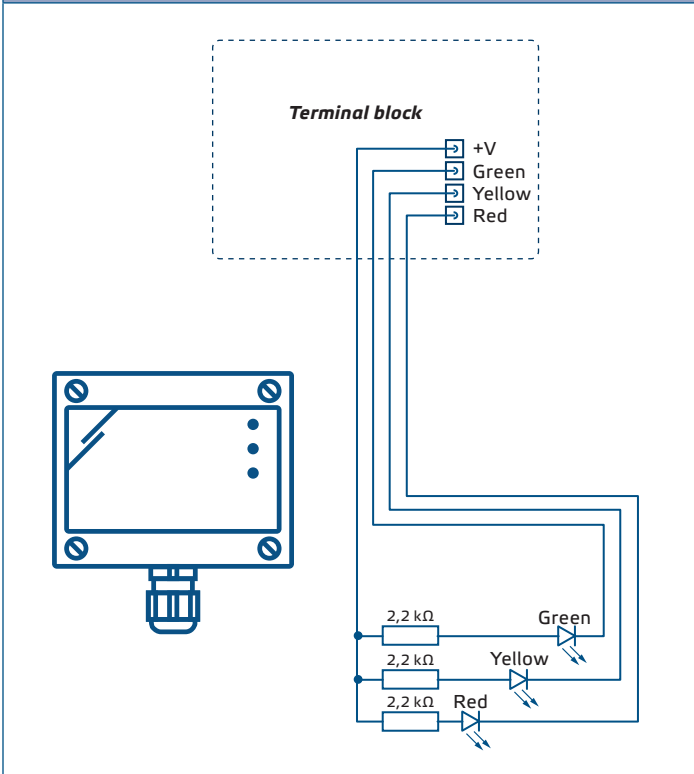 Terminal block
+V
Green
Yellow
Red
2,2 kΩ
Green
2,2 kΩ
Yellow
2,2 kΩ
Red